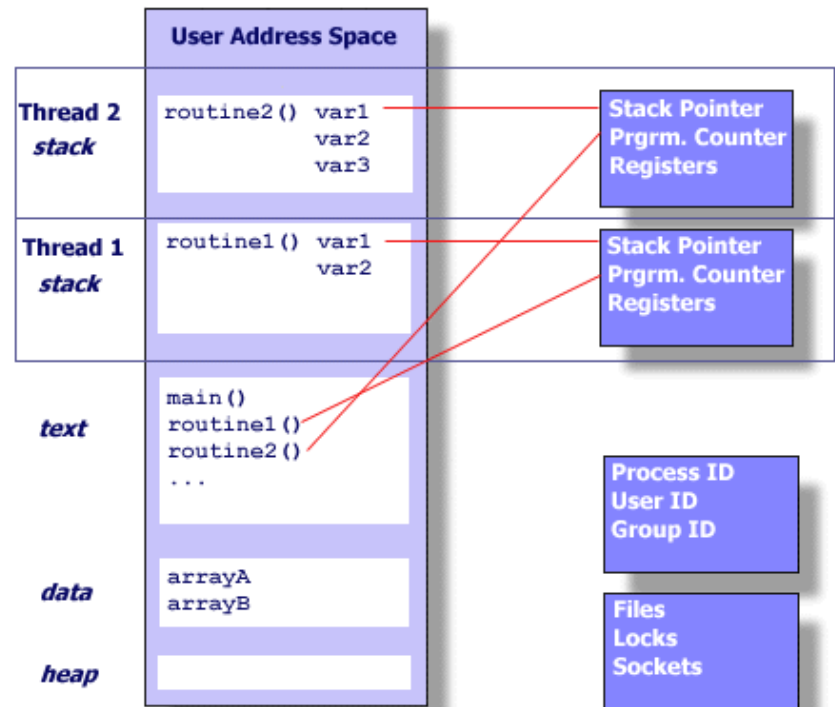 User Address Space
Thread 2
stack
routine2() var1
var2
var3
Stack Pointer
Prgrm. Counter
Registers
Thread 1
stack
routine1() var1
var2
Stack Pointer
Prgrm. Counter
Registers
text
main()
routine1()
routine2()
...
Process ID
User ID
Group ID
data
arrayA
arrayB
Files
Locks
Sockets
heap